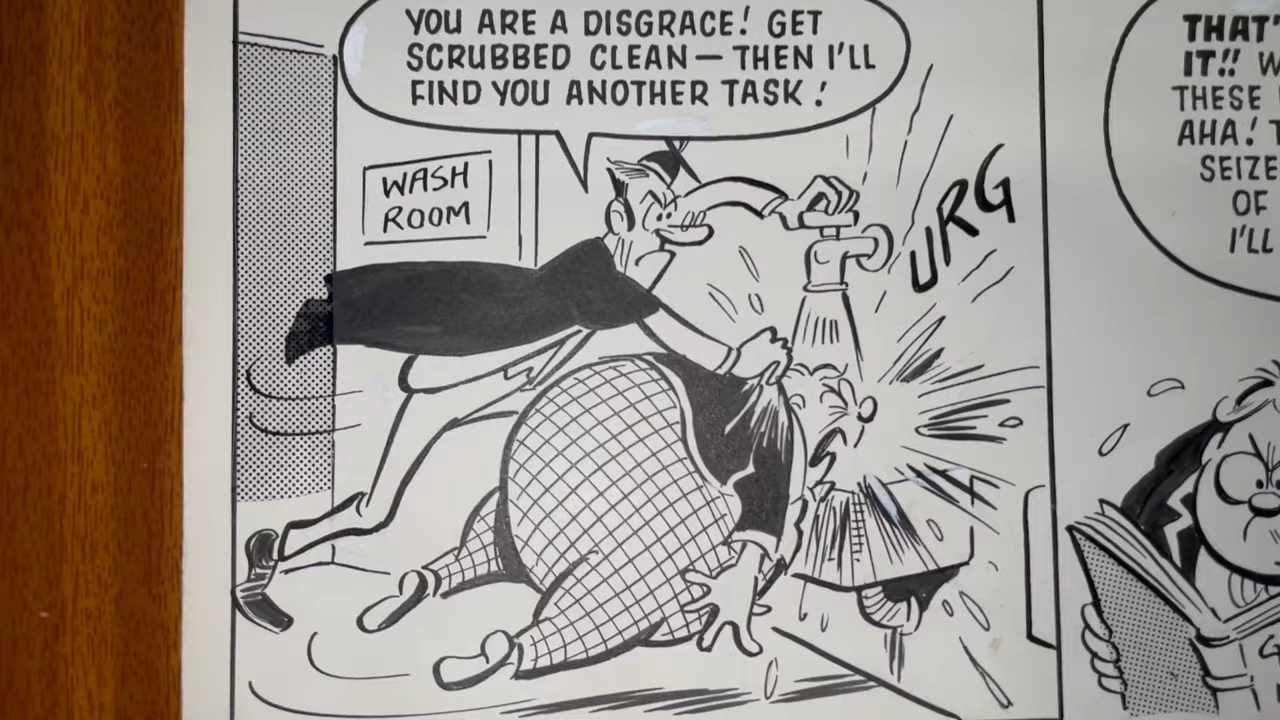 YOU ARE A DISGRACE! GET
SCRUBBED CLEAN — THEN I'LL
FIND YOU ANOTHER TASK!
WASH
ROOM
URG
THAT'
IT!! W
THESE
AHA! T
SEIZE
OF
I'LL